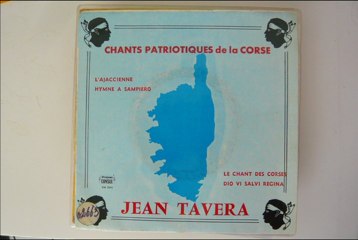 CHANTS PATRIOTIQUES de la CORSE
L'AJACCIENNE
HYMNE A SAMPIERO
LE CHANT DES CORSES
DIO VI SALVI REGINA
JEAN TAVERA